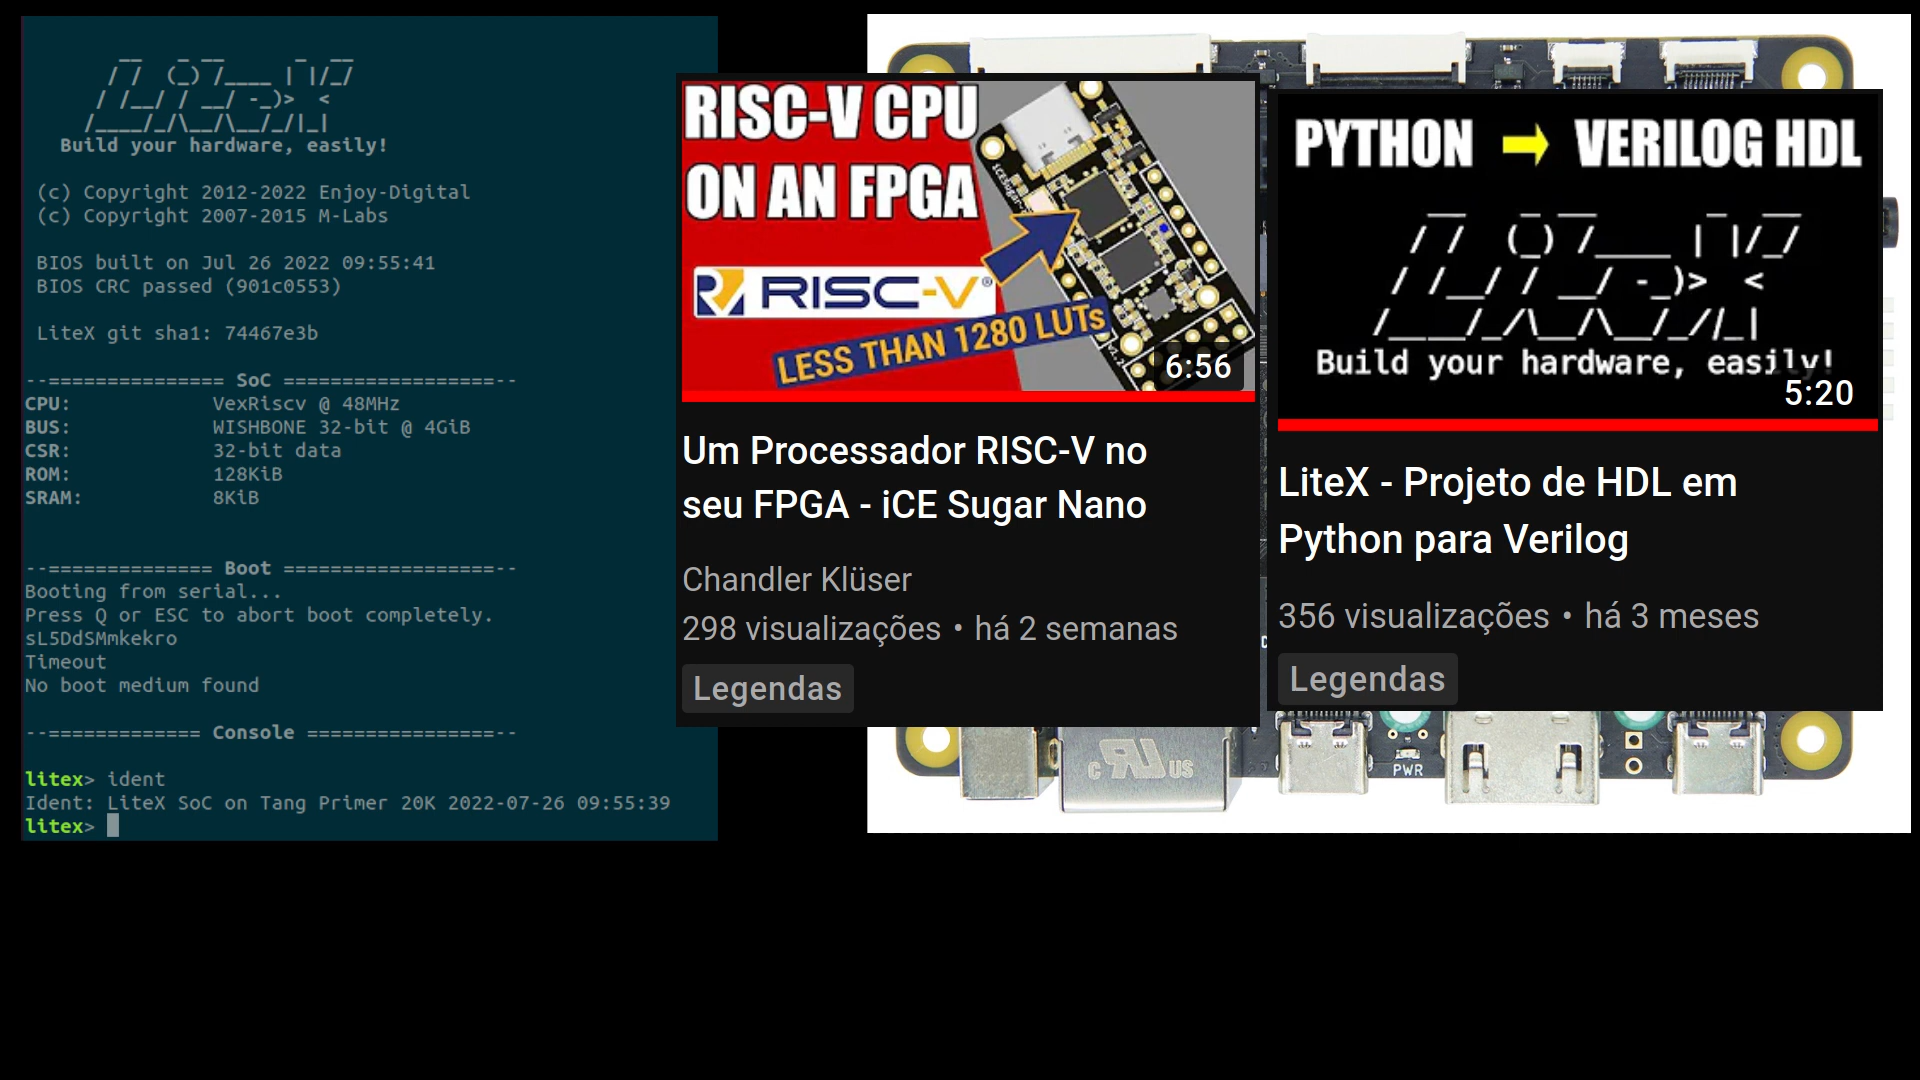 Build your hardware, easily!
(c) Copyright 2012-2022 Enjoy-Digital
(c) Copyright 2007-2015 M-Labs
BIOS built on Jul 26 2022 09:55:41
BIOS CRC passed (901c0553)
LiteX git sha1: 74467e3b
--=============== SoC ==================--
CPU: VexRiscv @ 48MHz
BUS: WISHBONE 32-bit @ 4GiB
CSR: 32-bit data
ROM: 128KiB
SRAM: 8KiB
--============== Boot ==================--
Booting from serial...
Press Q or ESC to abort boot completely.
sL5DdSMmkekro
Timeout
No boot medium found
--============= Console ================--
litex> ident
Ident: LiteX SoC on Tang Primer 20K 2022-07-26 09:55:39
litex>
RISC-V CPU
ON AN FPGA
RISC-V®
LESS THAN 1280 LUTs
6:56
Um Processador RISC-V no
seu FPGA - iCE Sugar Nano
Chandler Klüser
298 visualizações • há 2 semanas
Legendas
PYTHON VERILOG HDL
Build your hardware, easily!
5:20
LiteX - Projeto de HDL em
Python para Verilog
356 visualizações • há 3 meses
Legendas
c US
PWR